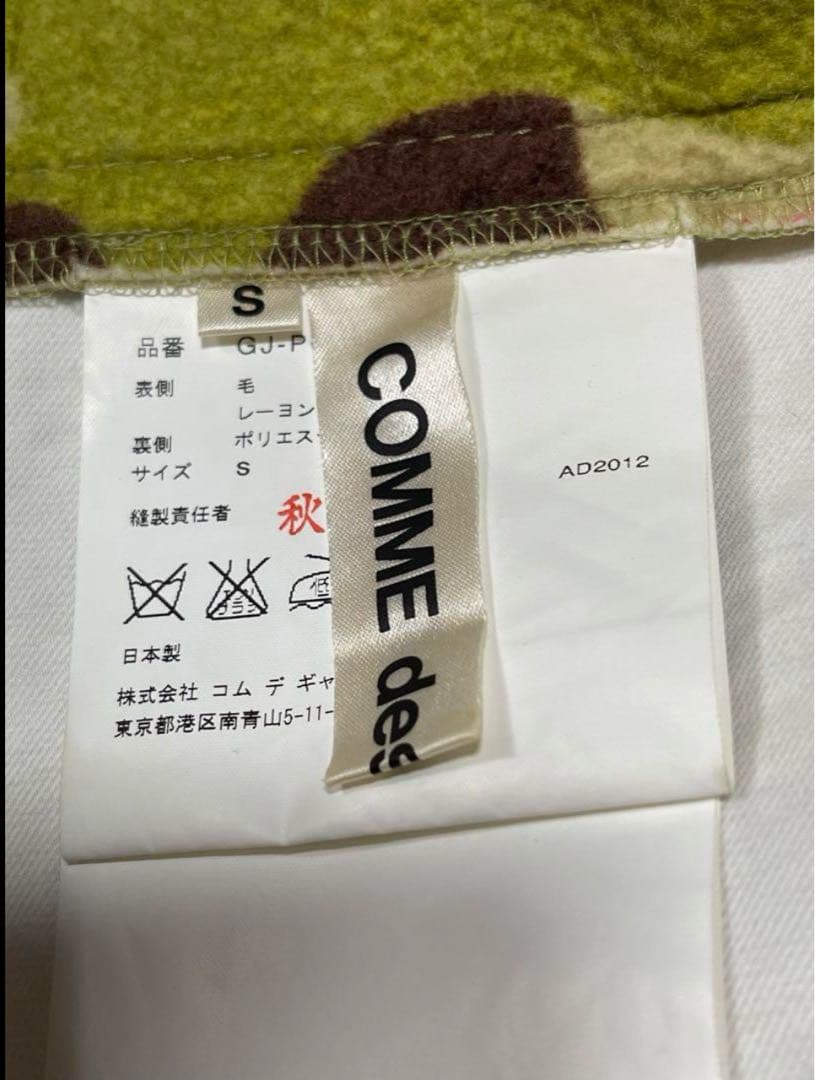 S
品番 GJ-P
表側 毛
レーヨン
裏側 ポリエス
サイズ S
縫製責任者 秋
低
日本製
株式会社 コム デ ギャ
東京都港区南青山5-11-
COMME des
AD2012